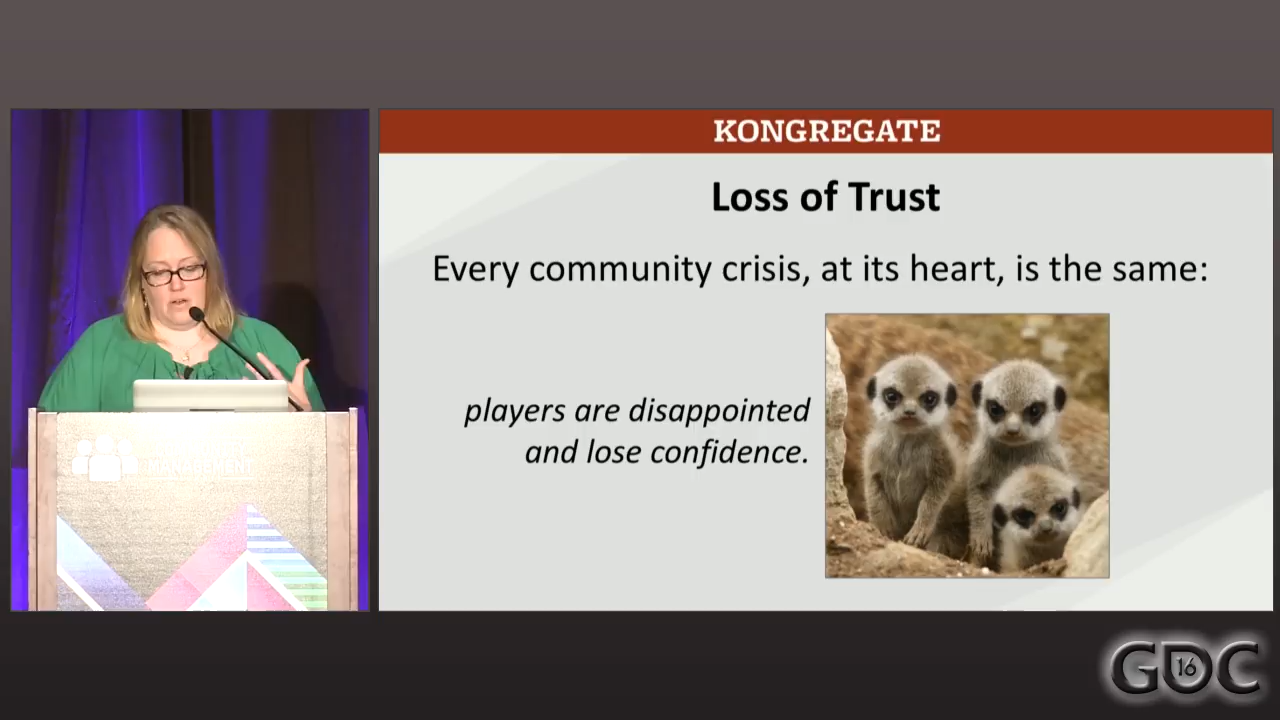 KONGREGATE
Loss of Trust
Every community crisis, at its heart, is the same:
players are disappointed
and lose confidence.
MANAGEMENT
GDC
16